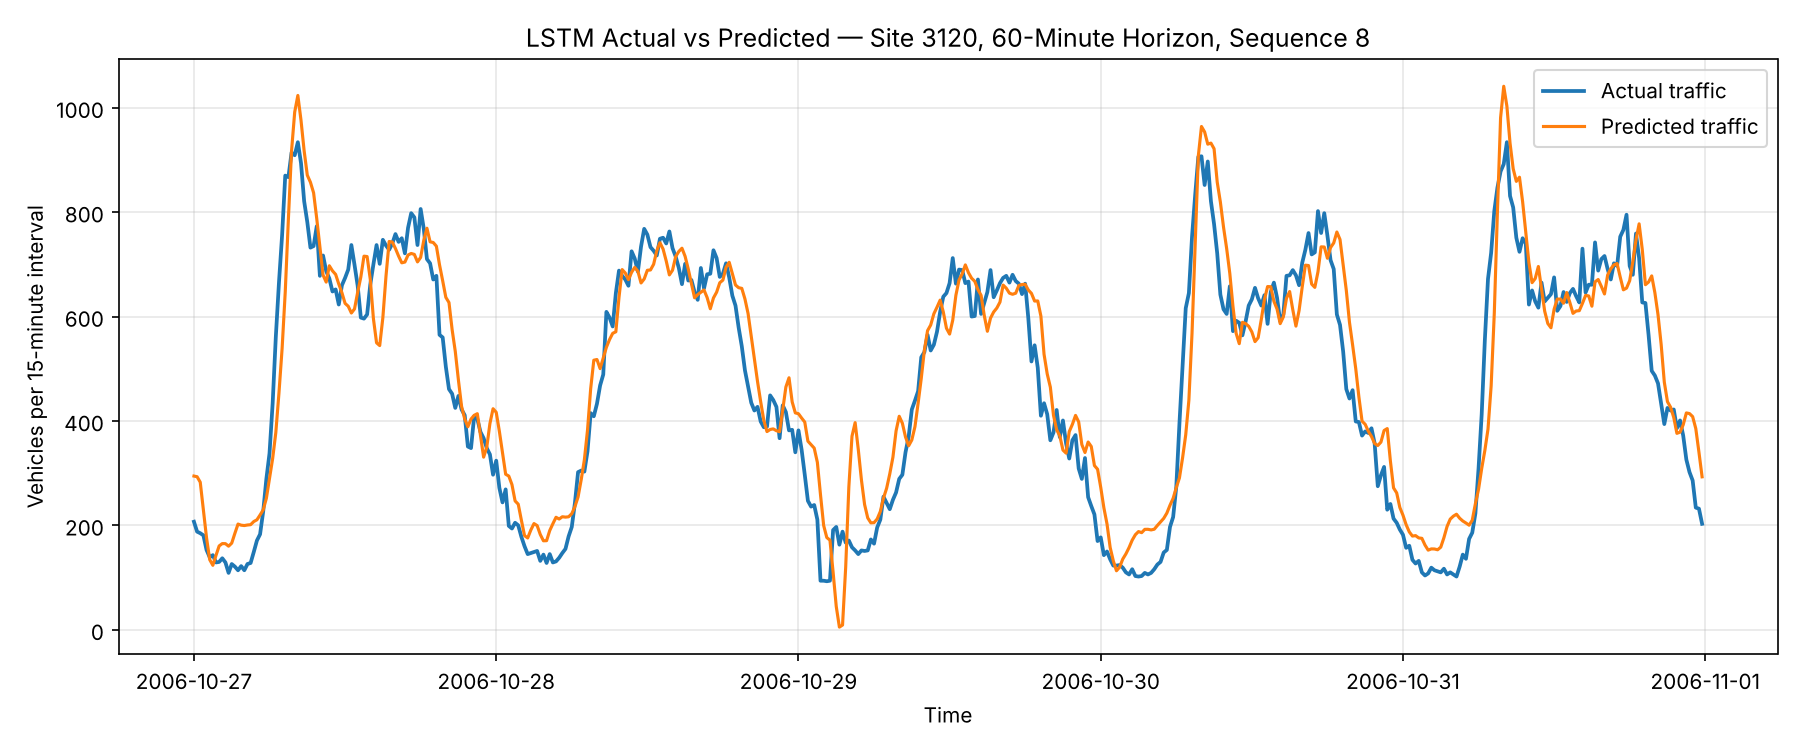 LSTM Actual vs Predicted — Site 3120, 60-Minute Horizon, Sequence 8
Actual traffic
Predicted traffic
Vehicles per 15-minute interval
1000
800
600
400
200
0
2006-10-27
2006-10-28
2006-10-29
2006-10-30
2006-10-31
2006-11-01
Time